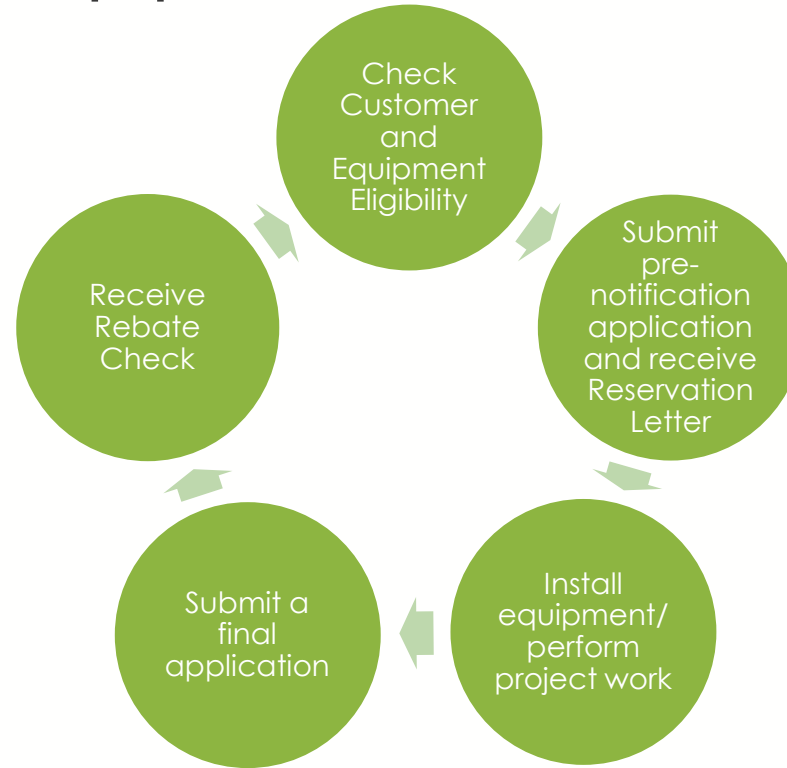 Check
Customer
and
Equipment
Eligibility
Submit
pre-
notification
application
and receive
Reservation
Letter
Install
equipment/
perform
project work
Submit a
final
application
Receive
Rebate
Check